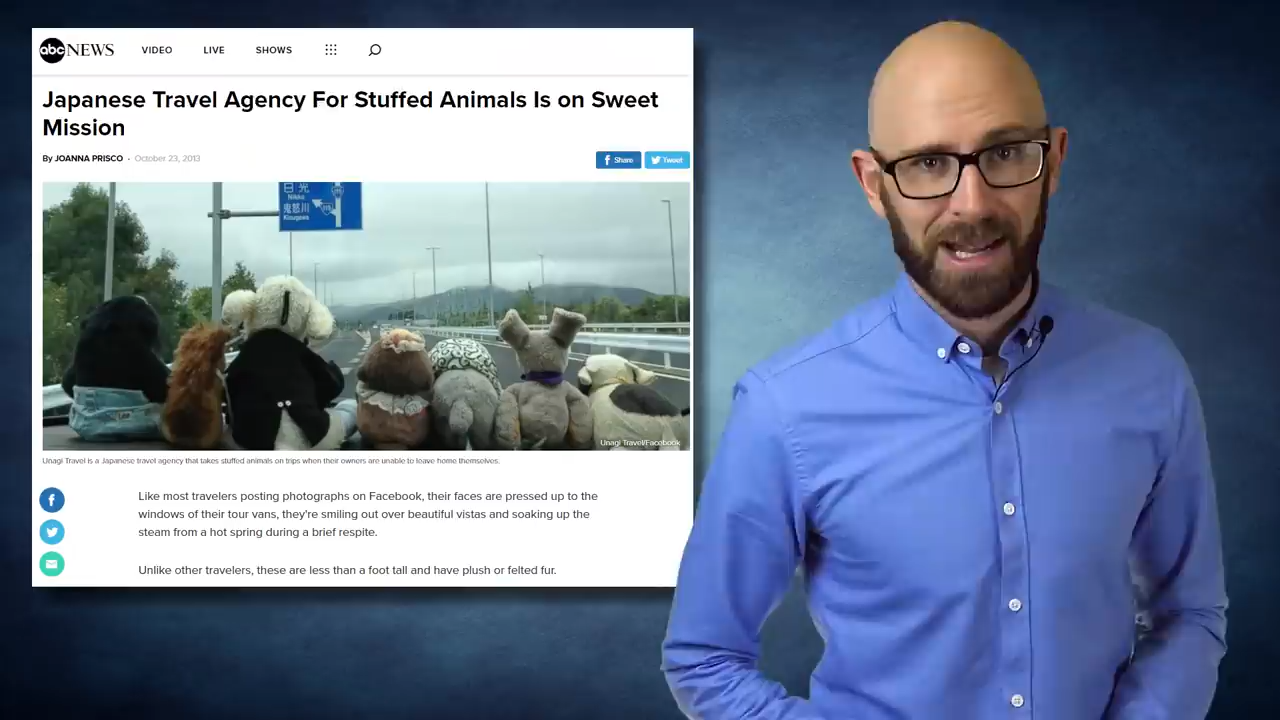 abc NEWS VIDEO LIVE SHOWS
Japanese Travel Agency For Stuffed Animals Is on Sweet
Mission
By JOANNA PRISCO • October 23, 2013
Share Tweet
日光
Nikko
鬼怒川
Kinugawa
Unagi Travel/Facebook
Unagi Travel is a Japanese travel agency that takes stuffed animals on trips when their owners are unable to leave home themselves.
Like most travelers posting photographs on Facebook, their faces are pressed up to the
windows of their tour vans, they're smiling out over beautiful vistas and soaking up the
steam from a hot spring during a brief respite.
Unlike other travelers, these are less than a foot tall and have plush or felted fur.